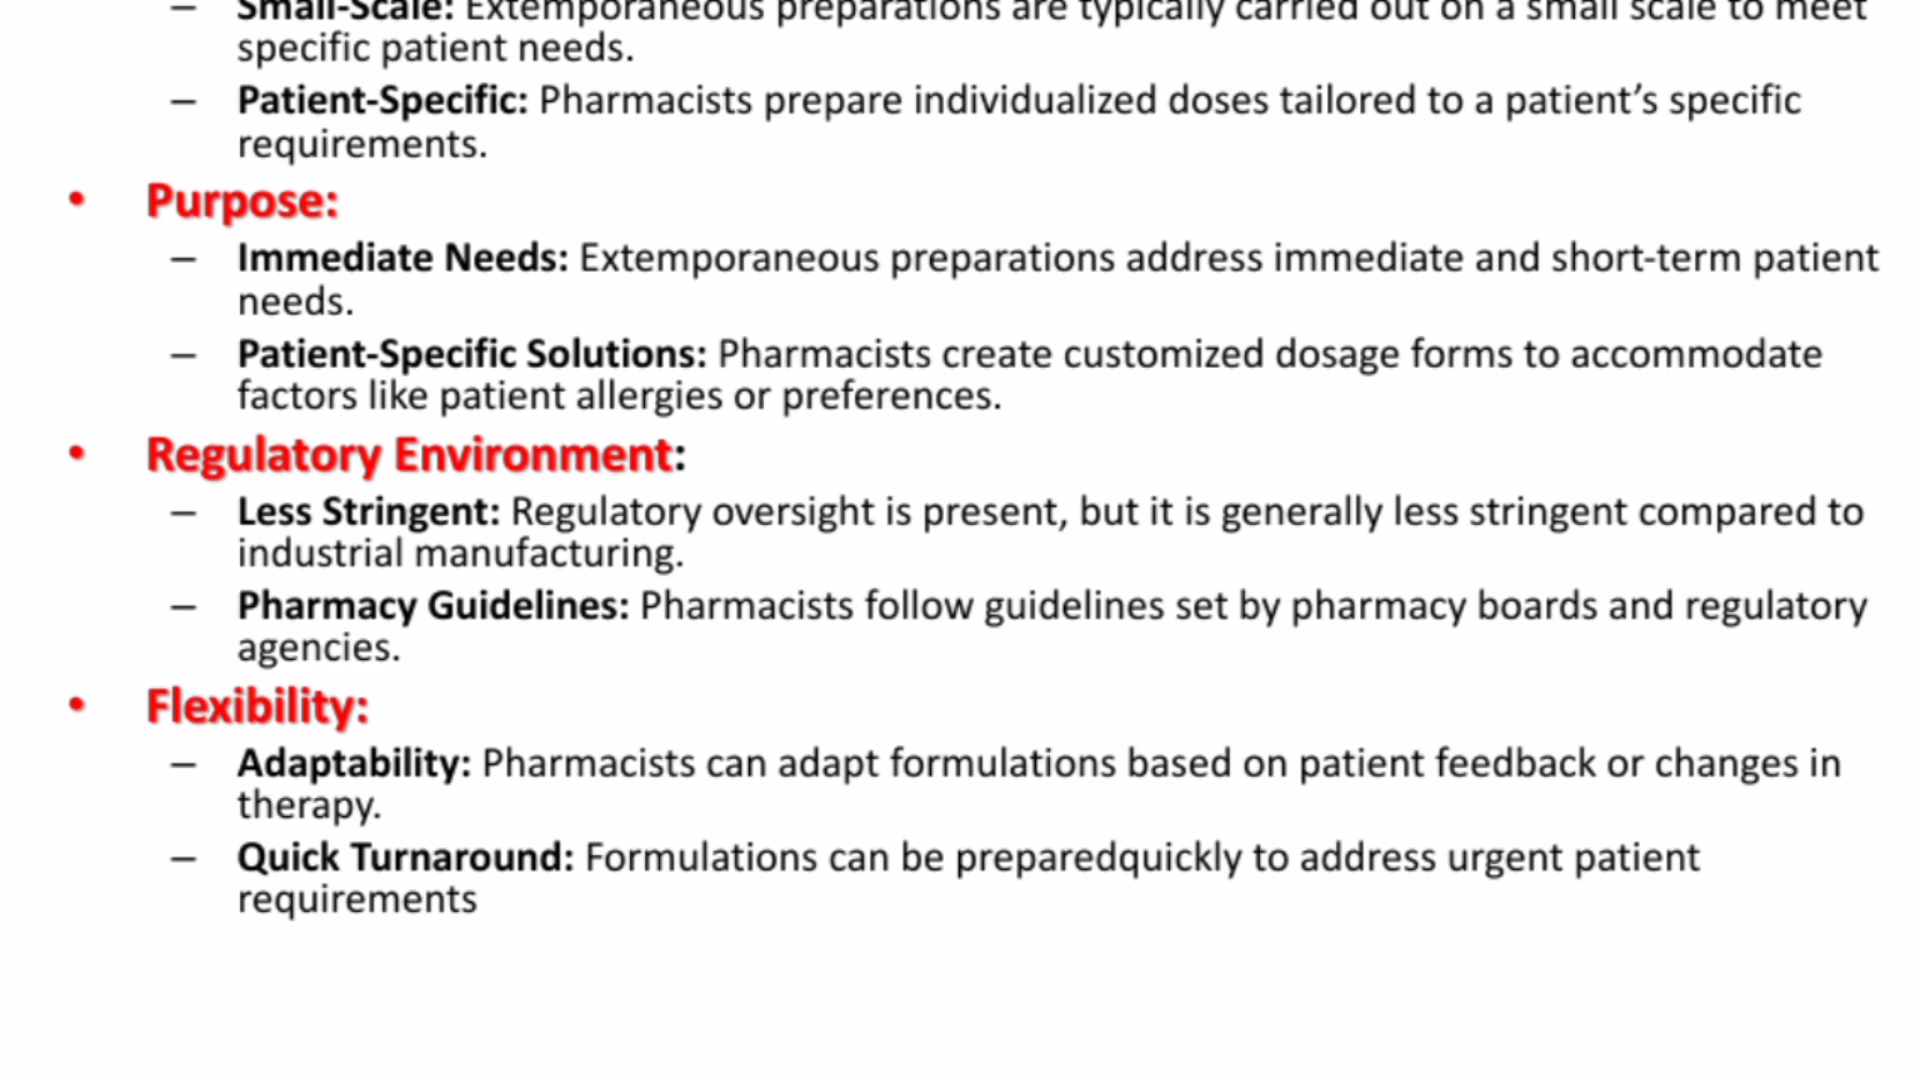 – Small-Scale: Extemporaneous preparations are typically carried out on a small scale to meet
specific patient needs.
– Patient-Specific: Pharmacists prepare individualized doses tailored to a patient’s specific
requirements.
• Purpose:
– Immediate Needs: Extemporaneous preparations address immediate and short-term patient
needs.
– Patient-Specific Solutions: Pharmacists create customized dosage forms to accommodate
factors like patient allergies or preferences.
• Regulatory Environment:
– Less Stringent: Regulatory oversight is present, but it is generally less stringent compared to
industrial manufacturing.
– Pharmacy Guidelines: Pharmacists follow guidelines set by pharmacy boards and regulatory
agencies.
• Flexibility:
– Adaptability: Pharmacists can adapt formulations based on patient feedback or changes in
therapy.
– Quick Turnaround: Formulations can be preparedquickly to address urgent patient
requirements